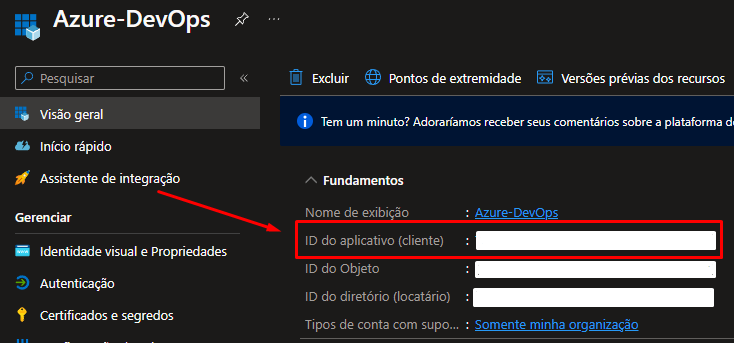 Azure-DevOps
Pesquisar
Visão geral
Início rápido
Assistente de integração
Gerenciar
Identidade visual e Propriedades
Autenticação
Certificados e segredos
Excluir
Pontos de extremidade
Versões prévias dos recursos
Tem um minuto? Adoraríamos receber seus comentários sobre a plataforma de
Fundamentos
Nome de exibição : Azure-DevOps
ID do aplicativo (cliente) :
ID do Objeto :
ID do diretório (locatário) :
Tipos de conta com supo... : Somente minha organização